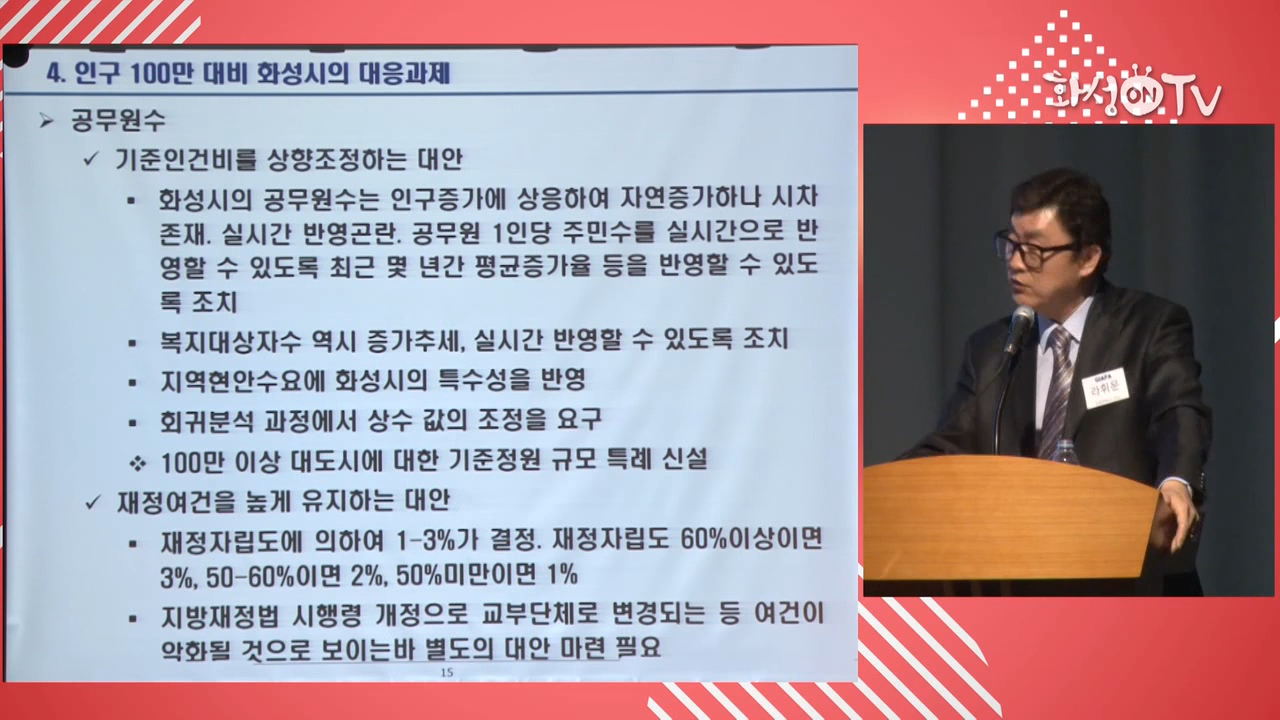 4. 인구 100만 대비 화성시의 대응과제
➢ 공무원수
✓ 기준인건비를 상향조정하는 대안
▪ 화성시의 공무원수는 인구증가에 상응하여 자연증가하나 시차
존재. 실시간 반영곤란. 공무원 1인당 주민수를 실시간으로 반
영할 수 있도록 최근 몇 년간 평균증가율 등을 반영할 수 있도
록 조치
▪ 복지대상자수 역시 증가추세, 실시간 반영할 수 있도록 조치
▪ 지역현안수요에 화성시의 특수성을 반영
▪ 회귀분석 과정에서 상수 값의 조정을 요구
❖ 100만 이상 대도시에 대한 기준정원 규모 특례 신설
✓ 재정여건을 높게 유지하는 대안
▪ 재정자립도에 의하여 1-3%가 결정. 재정자립도 60%이상이면
3%, 50-60%이면 2%, 50%미만이면 1%
▪ 지방재정법 시행령 개정으로 교부단체로 변경되는 등 여건이
악화될 것으로 보이는바 별도의 대안 마련 필요
15
화성ON TV
라휘문